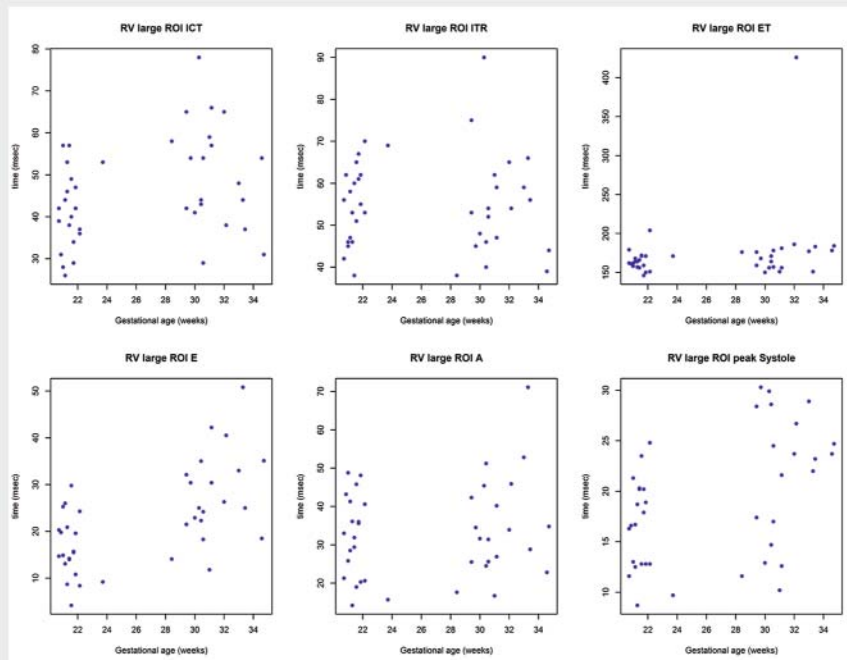 RV large ROI ICT
RV large ROI ITR
RV large ROI ET
time (msec)
80
70
60
50
40
30
22 24 26 28 30 32 34
Gestational age (weeks)
time (msec)
90
80
70
60
50
40
22 24 26 28 30 32 34
Gestational age (weeks)
time (msec)
400
350
300
250
200
150
22 24 26 28 30 32 34
Gestational age (weeks)
RV large ROI E
RV large ROI A
RV large ROI peak Systole
time (msec)
50
40
30
20
10
22 24 26 28 30 32 34
Gestational age (weeks)
time (msec)
70
60
50
40
30
20
22 24 26 28 30 32 34
Gestational age (weeks)
time (msec)
30
25
20
15
10
22 24 26 28 30 32 34
Gestational age (weeks)